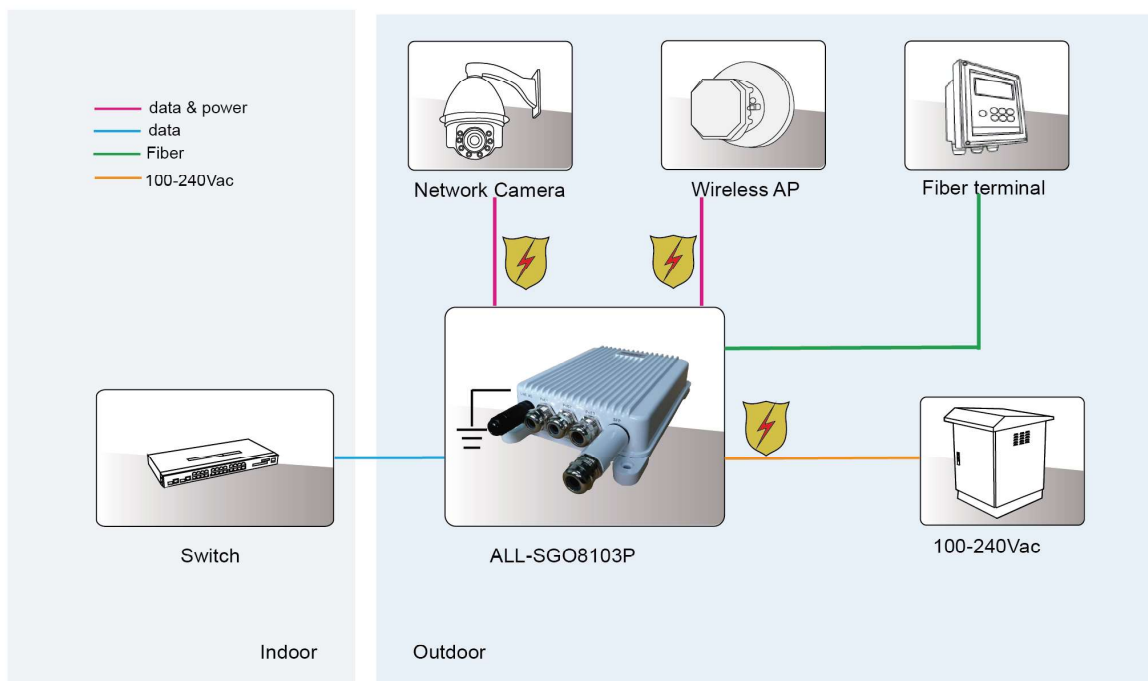 data & power
data
Fiber
100-240Vac
Network Camera
Wireless AP
Fiber terminal
Switch
ALL-SGO8103P
100-240Vac
Indoor
Outdoor